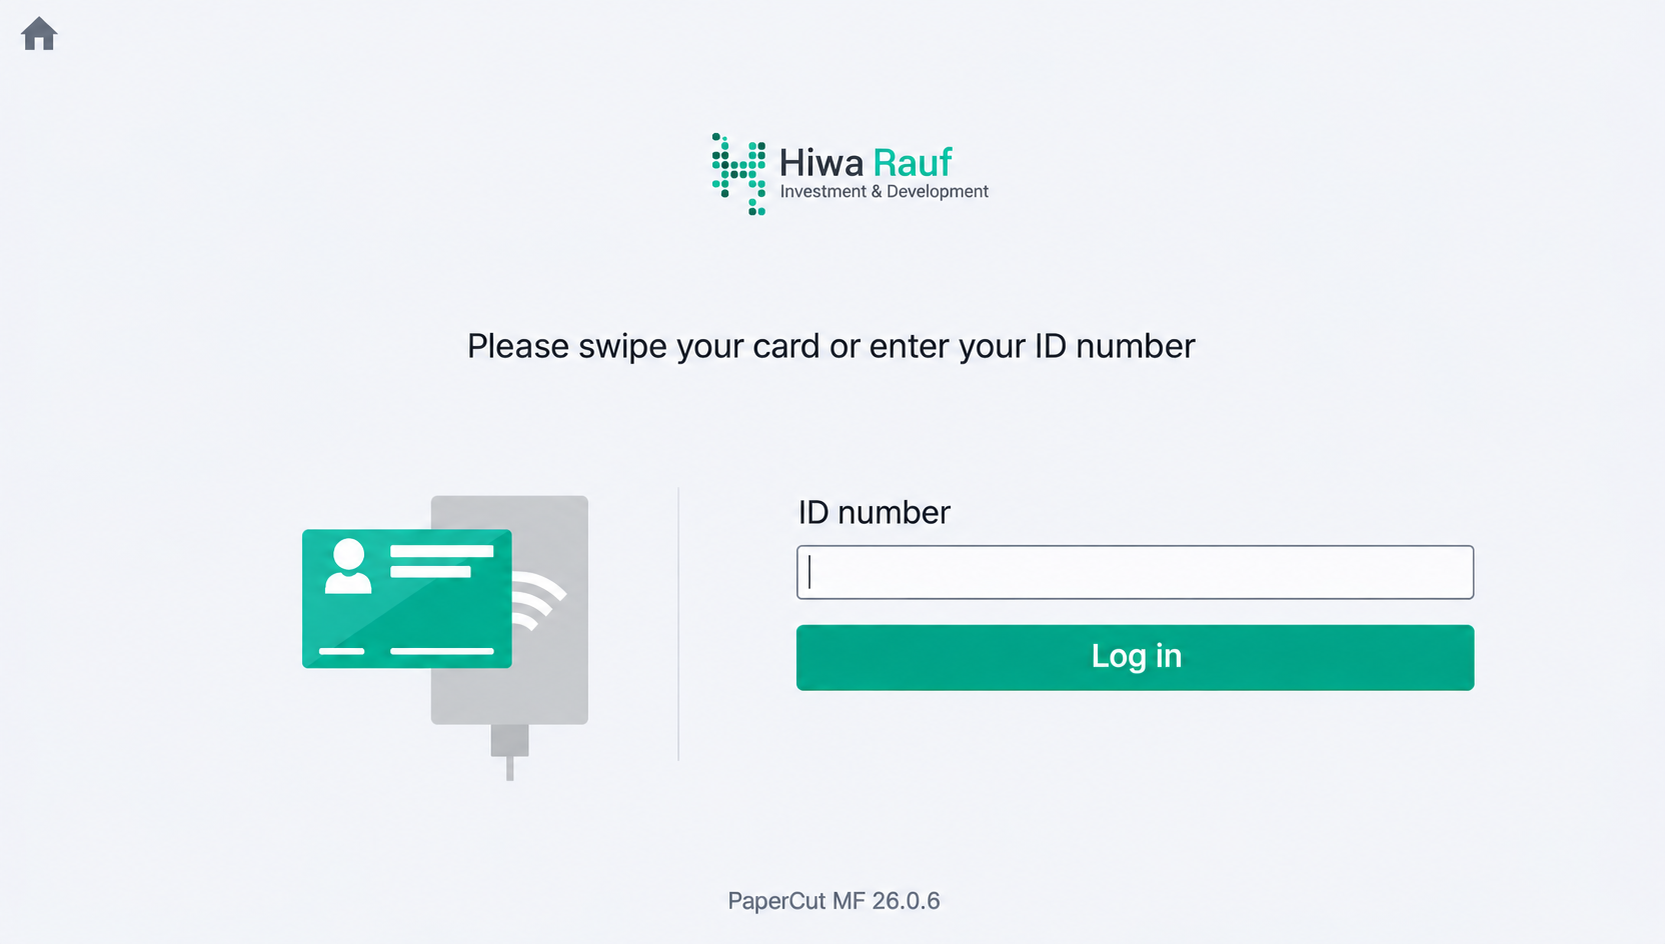 Hiwa Rauf
Investment & Development
Please swipe your card or enter your ID number
ID number
Log in
PaperCut MF 26.0.6